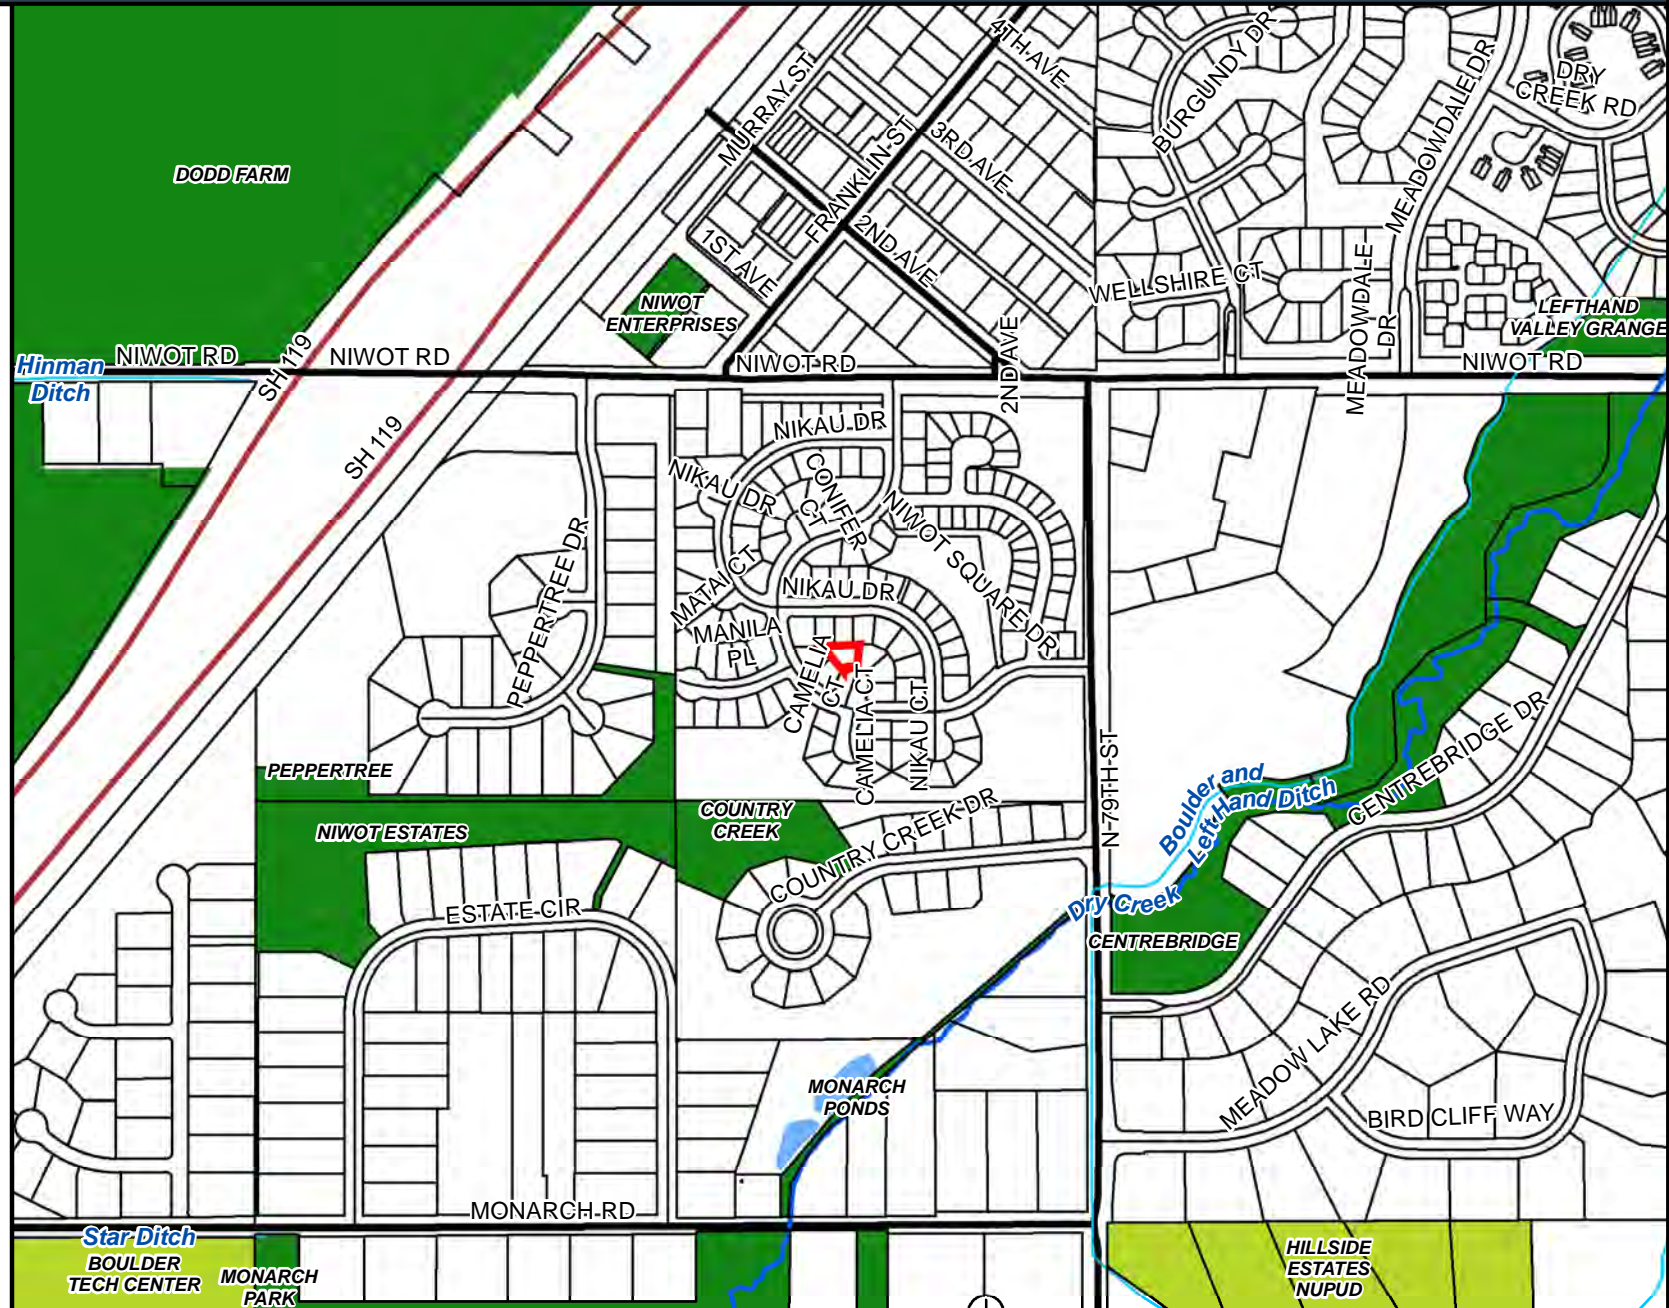 4TH AVE
BURGUNDY DR
MEADOWDALE DR
DRY
CREEK RD
MURRAY ST
FRANKLIN ST
3RD AVE
DODD FARM
1ST AVE
2ND AVE
WELLSHIRE CT
MEADOWDALE
DR
NIWOT
ENTERPRISES
LEFTHAND
VALLEY GRANGE
Hinman
Ditch
NIWOT RD
SH 119
NIWOT RD
NIWOT RD
2ND AVE
NIWOT RD
SH 119
NIKAU DR
NIKAU DR
CONIFER
CT
NIWOT SQUARE DR
PEPPERTREE DR
MATAI CT
NIKAU DR
MANILA
PL
CAMELIA
CT
CAMELIA CT
NIKAU CT
N 79TH ST
CENTREBRIDGE DR
PEPPERTREE
Boulder and
Left Hand Ditch
NIWOT ESTATES
COUNTRY
CREEK
COUNTRY CREEK DR
ESTATE CIR
Dry Creek
CENTREBRIDGE
MEADOW LAKE RD
MONARCH
PONDS
BIRD CLIFF WAY
MONARCH RD
Star Ditch
BOULDER
TECH CENTER
MONARCH
PARK
HILLSIDE
ESTATES
NUPUD